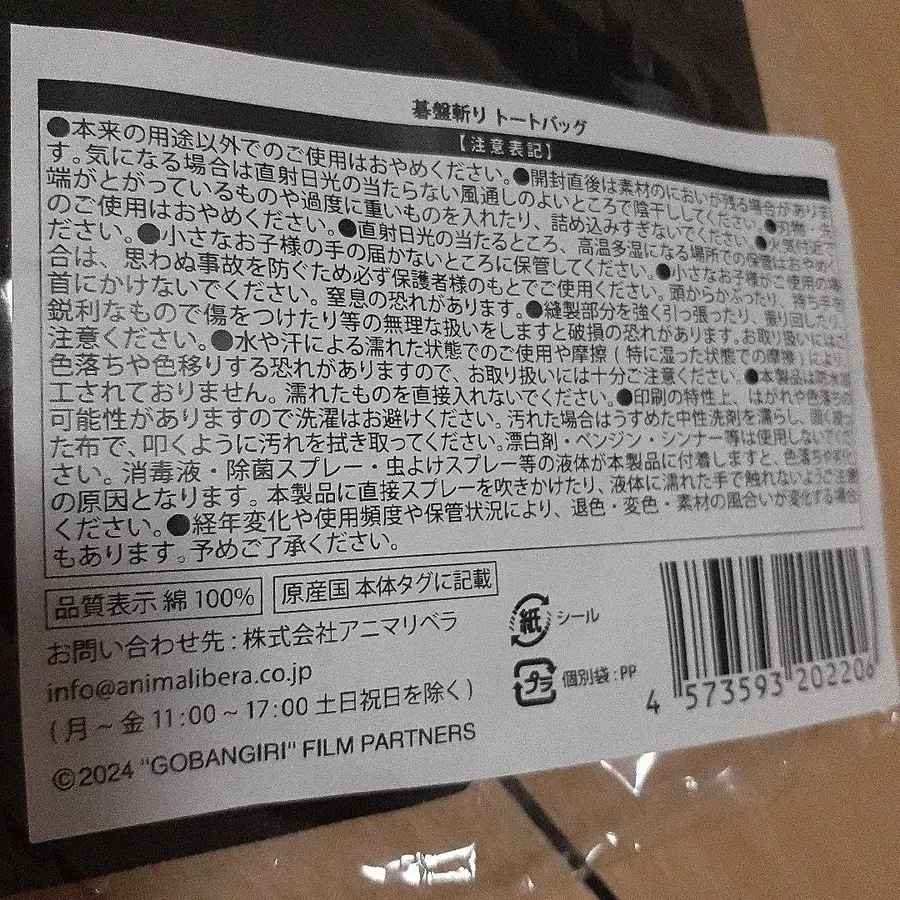 碁盤斬り トートバッグ
【注意表記】
●本来の用途以外でのご使用はおやめください。●開封直後は素材のにおいが残る場合がありま
す。気になる場合は直射日光の当たらない風通しのよいところで陰干ししてください。●刃物・先
端がとがっているものや過度に重いものを入れたり、詰め込みすぎないでください。●火気付近で
のご使用はおやめください。●直射日光の当たるところ、高温多湿になる場所での保管はおやめく
ださい。●小さなお子様の手の届かないところに保管してください。●小さなお子様がご使用の場
合は、思わぬ事故を防ぐため必ず保護者様のもとでご使用ください。頭からかぶったり、持ち手を
首にかけないでください。窒息の恐れがあります。●縫製部分を強く引っ張ったり、振り回したり、
鋭利なもので傷をつけたり等の無理な扱いをしますと破損の恐れがあります。お取り扱いにはご
注意ください。●水や汗による濡れた状態でのご使用や摩擦(特に湿った状態での摩擦)により
色落ちや色移りする恐れがありますので、お取り扱いには十分ご注意ください。●本製品は防水加
工されておりません。濡れたものを直接入れないでください。●印刷の特性上、はがれや色落ちの
可能性がありますので洗濯はお避けください。汚れた場合はうすめた中性洗剤を濡らし、固く絞っ
た布で、叩くように汚れを拭き取ってください。漂白剤・ベンジン・シンナー等は使用しないでくだ
さい。消毒液・除菌スプレー・虫よけスプレー等の液体が本製品に付着しますと、色落ちや劣化
の原因となります。本製品に直接スプレーを吹きかけたり、液体に濡れた手で触れないようご注意
ください。●経年変化や使用頻度や保管状況により、退色・変色・素材の風合いが変化する場合
もあります。予めご了承ください。
品質表示 綿 100%
原産国 本体タグに記載
お問い合わせ先:株式会社アニマリベラ
info@animalibera.co.jp
(月~金 11:00~17:00 土日祝日を除く)
©2024 "GOBANGIRI" FILM PARTNERS
紙 シール
プラ 個別袋:PP
4 573593 202206